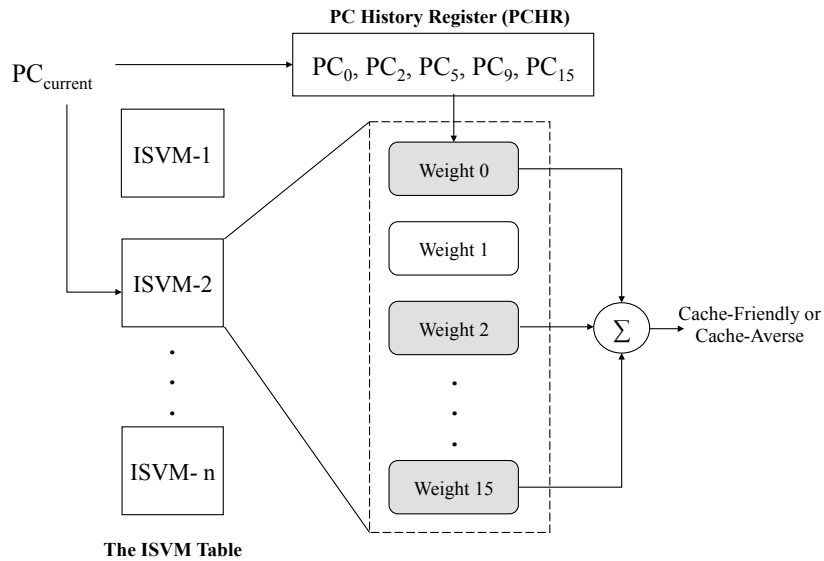 PC History Register (PCHR)
PC₀, PC₂, PC₅, PC₉, PC₁₅
PCcurrent
ISVM-1
Weight 0
Weight 1
ISVM-2
Weight 2
Σ
Cache-Friendly or
Cache-Averse
ISVM- n
Weight 15
The ISVM Table